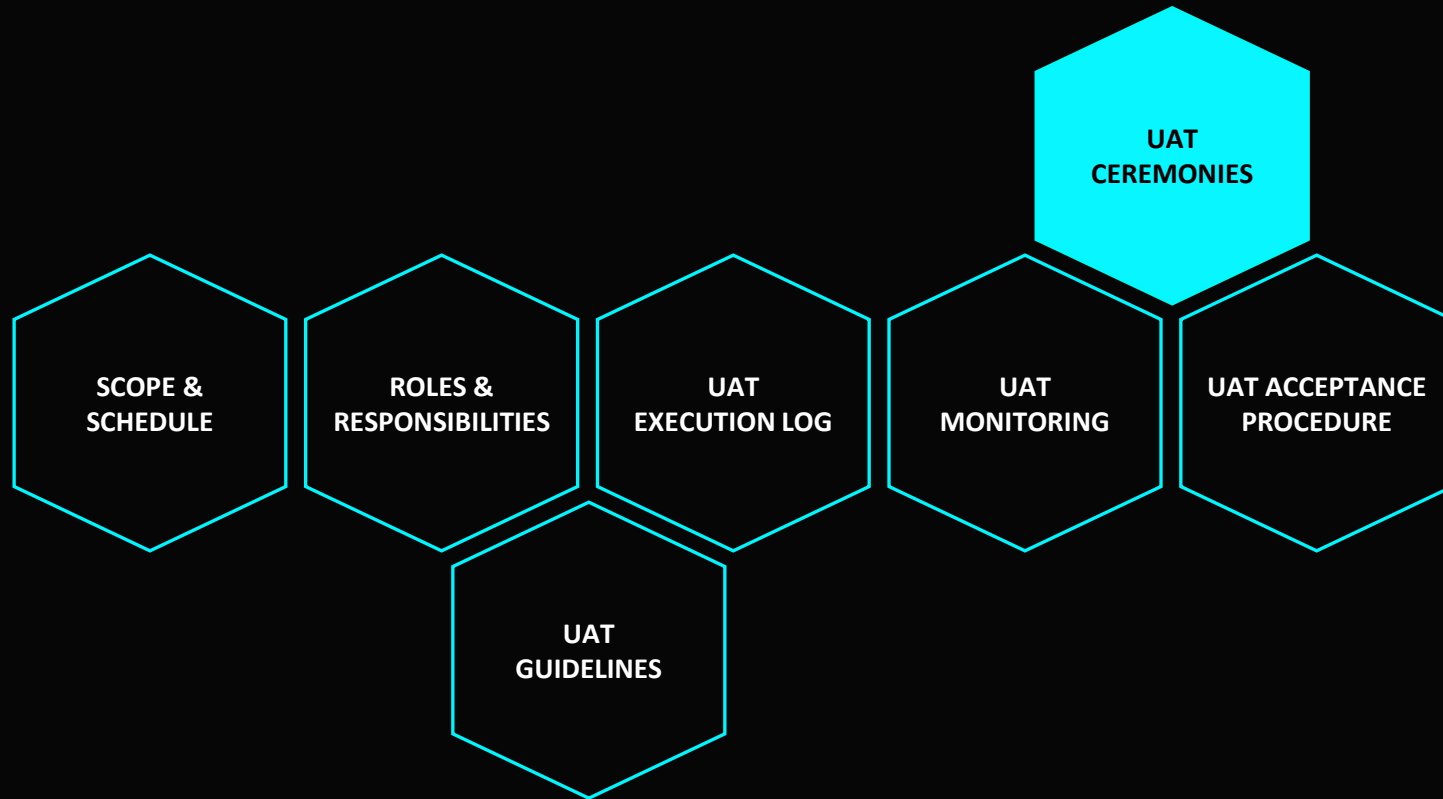 UAT
CEREMONIES
SCOPE &
SCHEDULE
ROLES &
RESPONSIBILITIES
UAT
EXECUTION LOG
UAT
MONITORING
UAT ACCEPTANCE
PROCEDURE
UAT
GUIDELINES